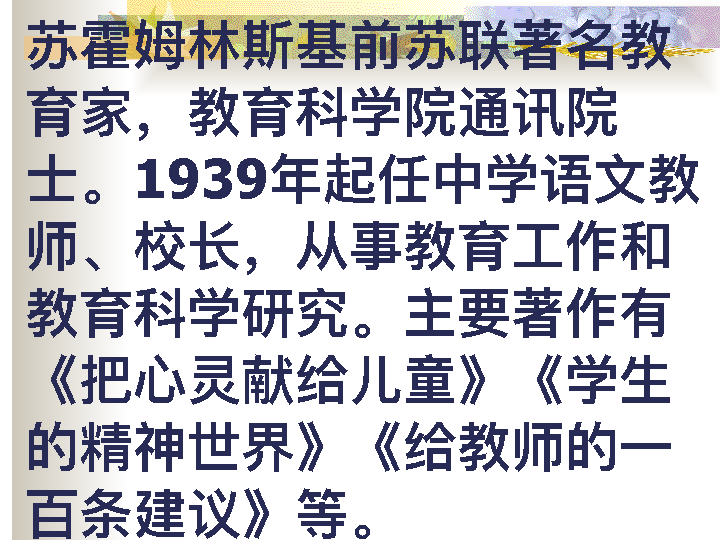 苏霍姆林斯基前苏联著名教
育家，教育科学院通讯院
士。1939年起任中学语文教
师、校长，从事教育工作和
教育科学研究。主要著作有
《把心灵献给儿童》《学生
的精神世界》《给教师的一
百条建议》等。